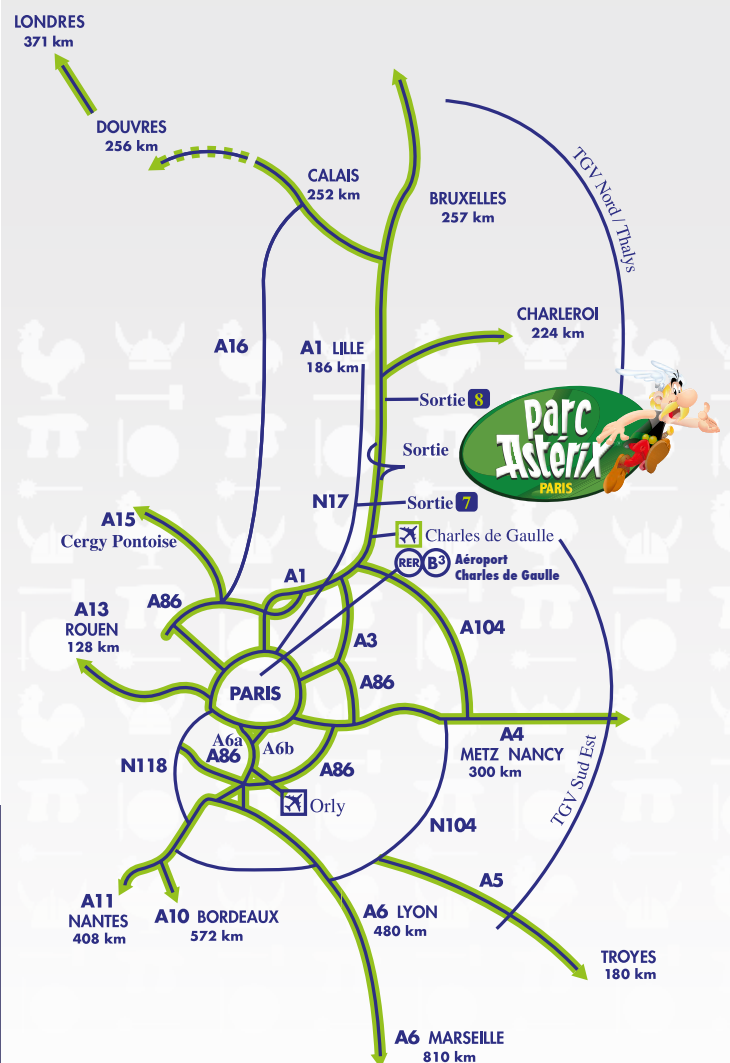 LONDRES
371 km
DOUVRES
256 km
CALAIS
252 km
BRUXELLES
257 km
TGV Nord / Thalys
CHARLEROI
224 km
A16
A1 LILLE
186 km
Sortie 8
parc
Astérix
PARIS
Sortie
N17
Sortie 7
A15
Cergy Pontoise
Charles de Gaulle
RER B3 Aéroport
Charles de Gaulle
A1
A86
A13
ROUEN
128 km
A3
A104
A86
PARIS
A6a
A6b
A86
A4
METZ NANCY
300 km
N118
A86
TGV Sud Est
Orly
N104
A5
A11
NANTES
408 km
A10 BORDEAUX
572 km
A6 LYON
480 km
TROYES
180 km
A6 MARSEILLE
810 km